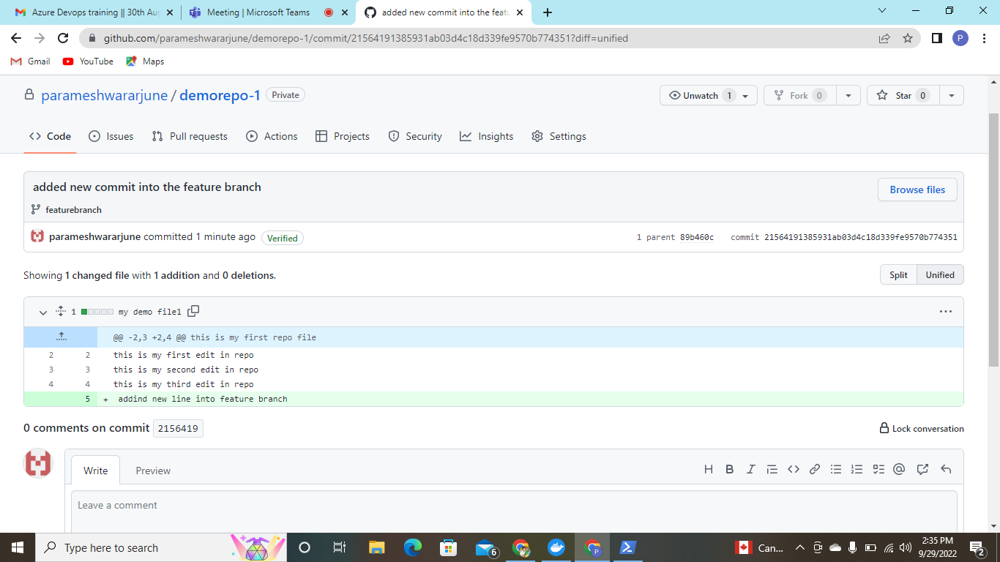 Azure Devops training || 30th Aug
Meeting | Microsoft Teams
added new commit into the featu
github.com/parameshwararjune/demorepo-1/commit/21564191385931ab03d4c18d339fe9570b774351?diff=unified
P
Gmail
YouTube
Maps
parameshwararjune / demorepo-1 Private
Unwatch 1
Fork 0
Star 0
Code
Issues
Pull requests
Actions
Projects
Security
Insights
Settings
added new commit into the feature branch
Browse files
featurebranch
parameshwararjune committed 1 minute ago Verified
1 parent 89b460c commit 21564191385931ab03d4c18d339fe9570b774351
Showing 1 changed file with 1 addition and 0 deletions.
Split Unified
1 my demo file1
@@ -2,3 +2,4 @@ this is my first repo file
2 2 this is my first edit in repo
3 3 this is my second edit in repo
4 4 this is my third edit in repo
5 + addind new line into feature branch
0 comments on commit 2156419
Lock conversation
Write Preview
Leave a comment
Type here to search
6
P
Can...
2:35 PM
9/29/2022
2